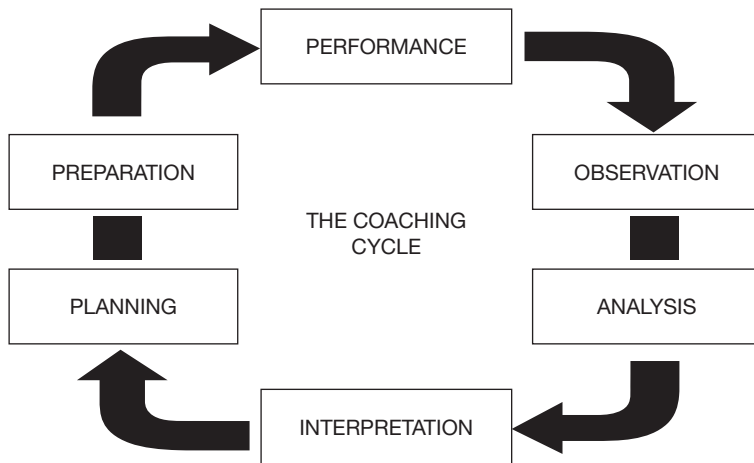 PERFORMANCE
PREPARATION
OBSERVATION
THE COACHING
CYCLE
PLANNING
ANALYSIS
INTERPRETATION